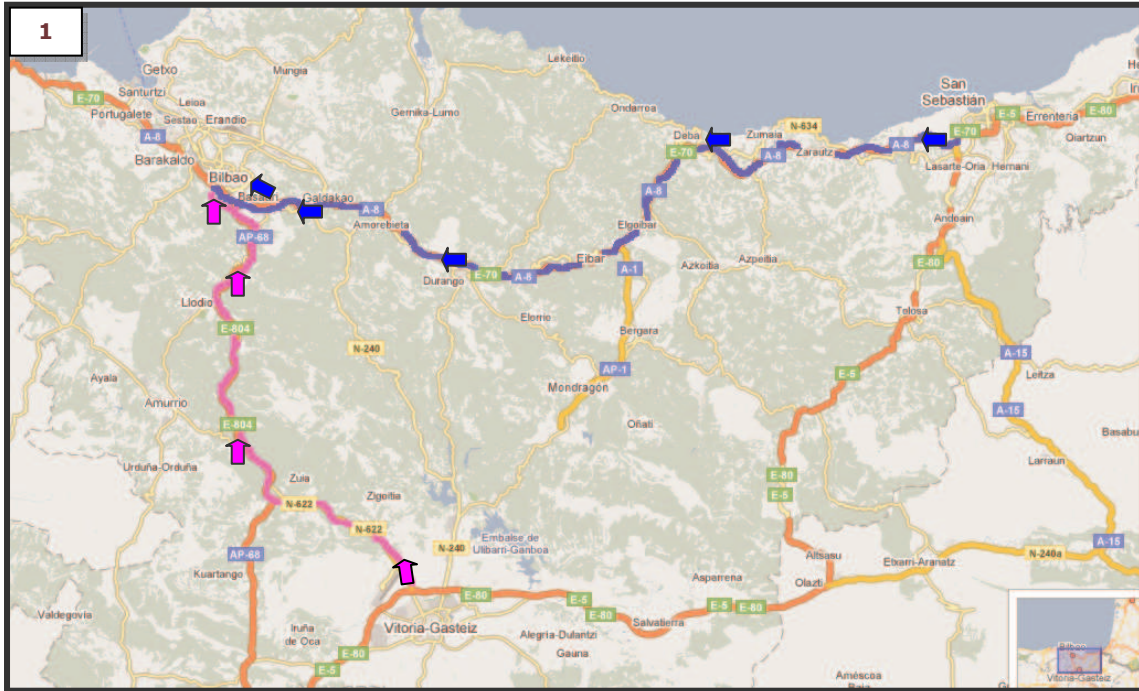 1
Getxo
Mungia
Lekeitio
E-70
Santurtzi
Portugalete
Leioa
Sestao
Erandio
A-8
Barakaldo
Gernika-Lumo
Ondarroa
Deba
E-70
Zumaia
N-634
Zarautz
A-8
A-8
San
Sebastián
E-5
E-70
Errenteria
E-80
Oiartzun
Lasarte-Oria
Hernani
Bilbao
Basauri
Galdakao
A-8
Amorebieta
AP-68
Durango
E-70
A-8
Eibar
Elgoibar
A-8
A-1
Azkoitia
Azpeitia
Andoain
E-80
Tolosa
Llodio
E-804
Elorrio
Bergara
N-240
AP-1
Mondragón
E-5
A-15
Leitza
A-15
Ayala
Amurrio
E-804
Oñati
Basabu
Urduña-Orduña
Zuia
Zigoitia
N-622
N-622
E-80
E-5
Larraun
AP-68
Kuartango
N-240
Embalse de
Ullibarri-Ganboa
Altsasu
Olazti
Etxarri-Aranatz
N-240a
A-15
Asparrena
Valdegovía
Iruña
de Oca
E-5
E-80
Vitoria-Gasteiz
E-80
E-5
E-80
Alegría-Dulantzi
Gauna
Salvatierra
E-5
E-80
Améscoa
Baja
Bilbao
Vitoria-Gasteiz